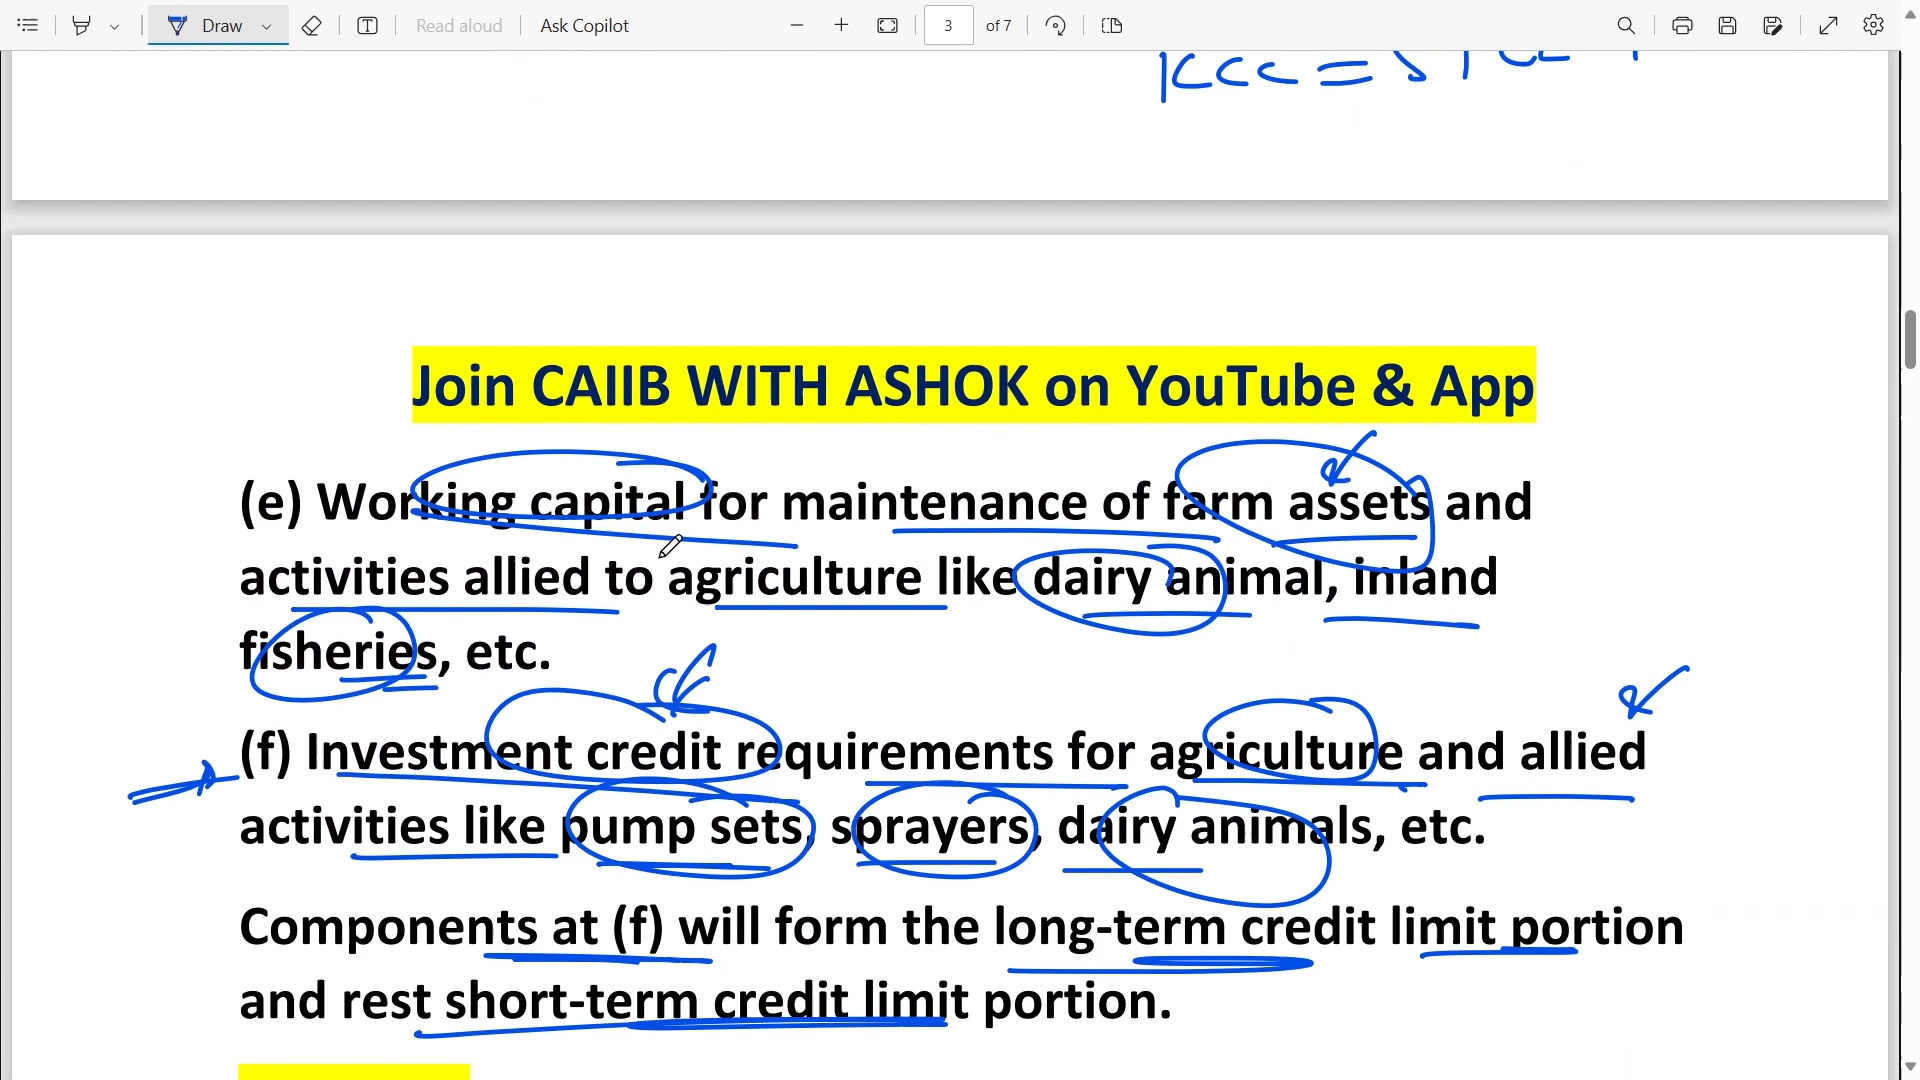 Draw
Read aloud
Ask Copilot
3
of 7
KCC =
Join CAIIB WITH ASHOK on YouTube & App
(e) Working capital for maintenance of farm assets and
activities allied to agriculture like dairy animal, inland
fisheries, etc.
(f) Investment credit requirements for agriculture and allied
activities like pump sets, sprayers, dairy animals, etc.
Components at (f) will form the long-term credit limit portion
and rest short-term credit limit portion.